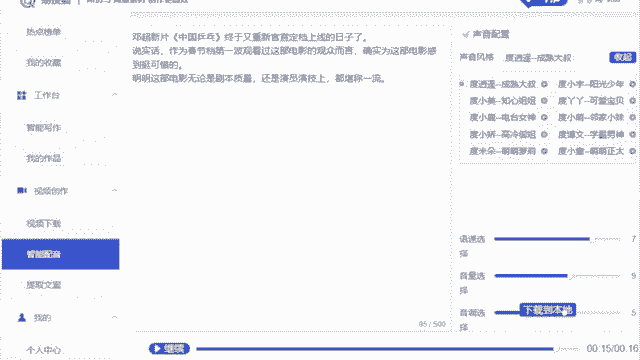 热点榜单
我的收藏
工作台
智能写作
我的作品
视频创作
视频下载
智能配音
提取文案
我的
个人中心
邓超新片《中国乒乓》终于又重新官宣定档上线的日子了。
说实话，作为春节档第一波观看过这部电影的观众而言，确实为这部电影感
到挺可惜的。
明明这部电影无论是剧本质量，还是演员演技上，都堪称一流。
95 / 500
声音配置
声音风格 度逍遥--成熟大叔 收起
度逍遥--成熟大叔 度小宇--阳光少年
度小美--知心姐姐 度丫丫--可爱宝贝
度小鹿--电台女神 度小萌--邻家小妹
度小娇--高冷御姐 度博文--学霸男神
度米朵--萌萌萝莉 度小童--萌萌正太
语速选
择
7
音量选
择
9
音调选
择
5
下载到本地
继续
00:15/00:16